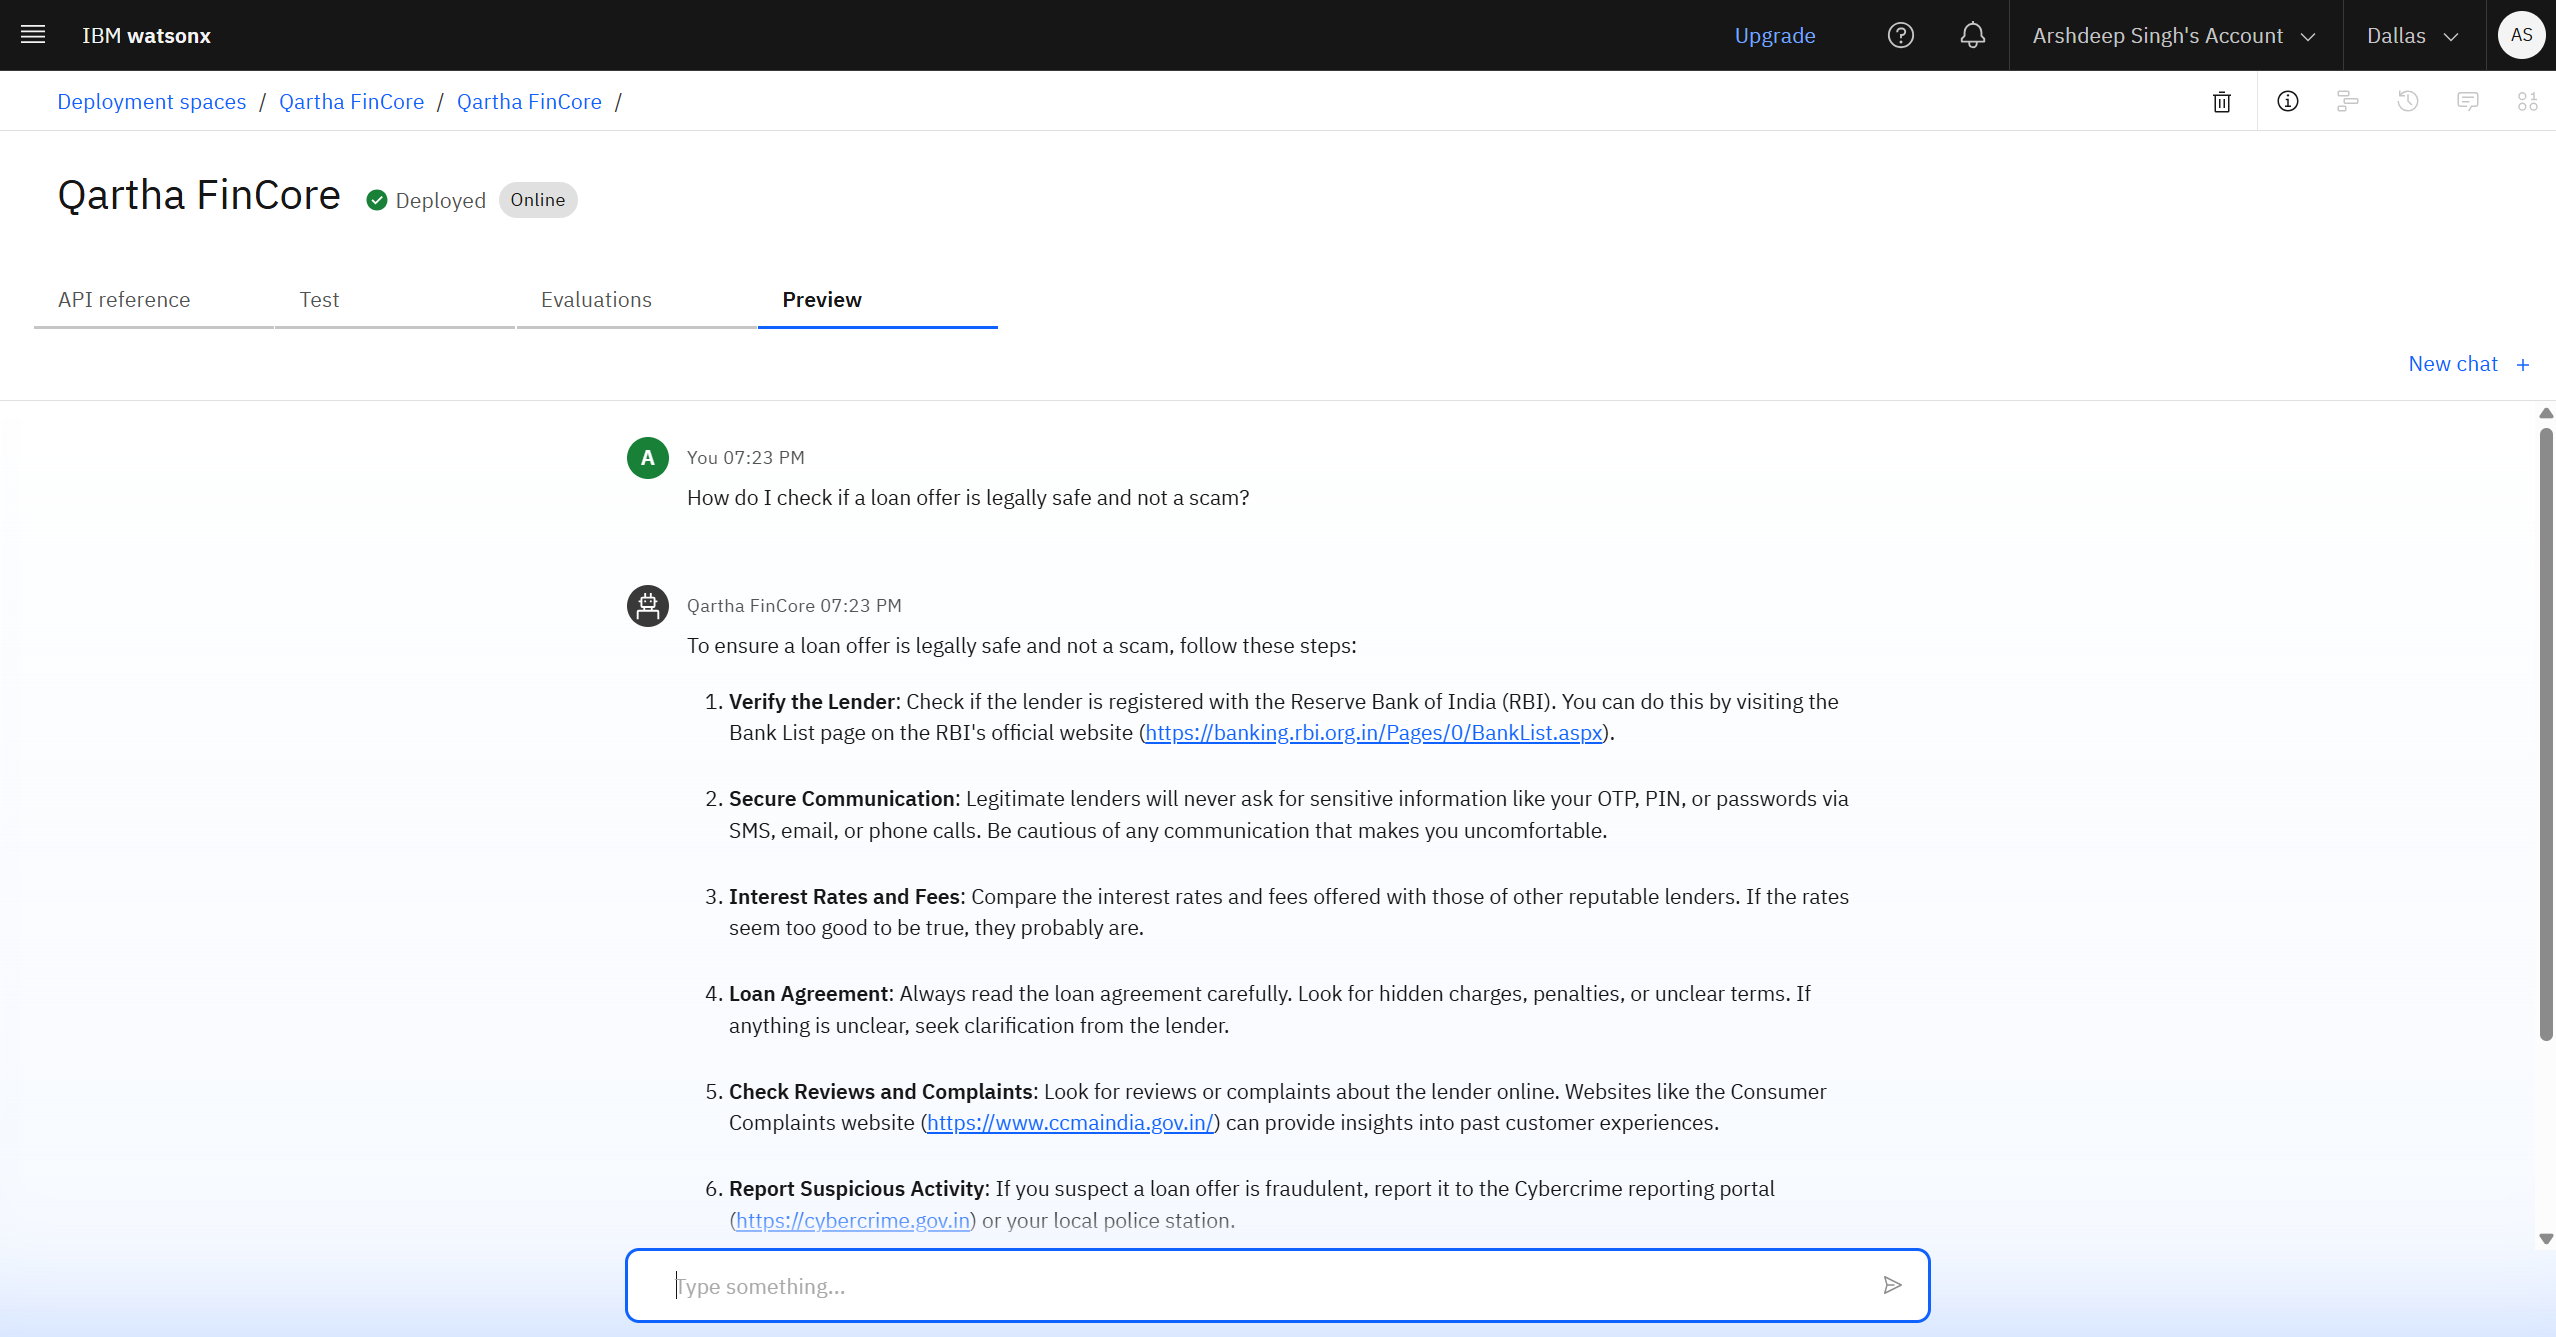 IBM watsonx
Upgrade
Arshdeep Singh's Account
Dallas
AS
Deployment spaces / Qartha FinCore / Qartha FinCore /
Qartha FinCore
Deployed
Online
API reference
Test
Evaluations
Preview
New chat +
A
You 07:23 PM
How do I check if a loan offer is legally safe and not a scam?
Qartha FinCore 07:23 PM
To ensure a loan offer is legally safe and not a scam, follow these steps:
1. Verify the Lender: Check if the lender is registered with the Reserve Bank of India (RBI). You can do this by visiting the
Bank List page on the RBI's official website (https://banking.rbi.org.in/Pages/0/BankList.aspx).
2. Secure Communication: Legitimate lenders will never ask for sensitive information like your OTP, PIN, or passwords via
SMS, email, or phone calls. Be cautious of any communication that makes you uncomfortable.
3. Interest Rates and Fees: Compare the interest rates and fees offered with those of other reputable lenders. If the rates
seem too good to be true, they probably are.
4. Loan Agreement: Always read the loan agreement carefully. Look for hidden charges, penalties, or unclear terms. If
anything is unclear, seek clarification from the lender.
5. Check Reviews and Complaints: Look for reviews or complaints about the lender online. Websites like the Consumer
Complaints website (https://www.ccmaindia.gov.in/) can provide insights into past customer experiences.
6. Report Suspicious Activity: If you suspect a loan offer is fraudulent, report it to the Cybercrime reporting portal
(https://cybercrime.gov.in) or your local police station.
Type something...